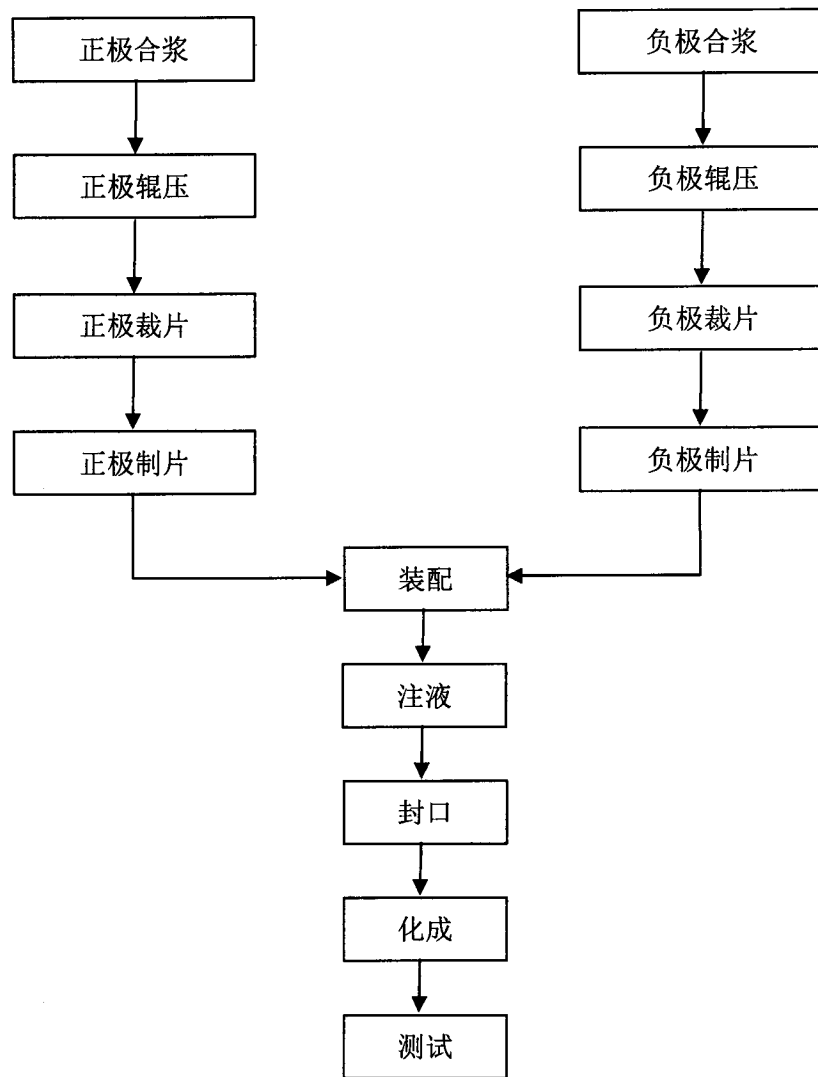 正极合浆
负极合浆
正极辊压
负极辊压
正极裁片
负极裁片
正极制片
负极制片
装配
注液
封口
化成
测试